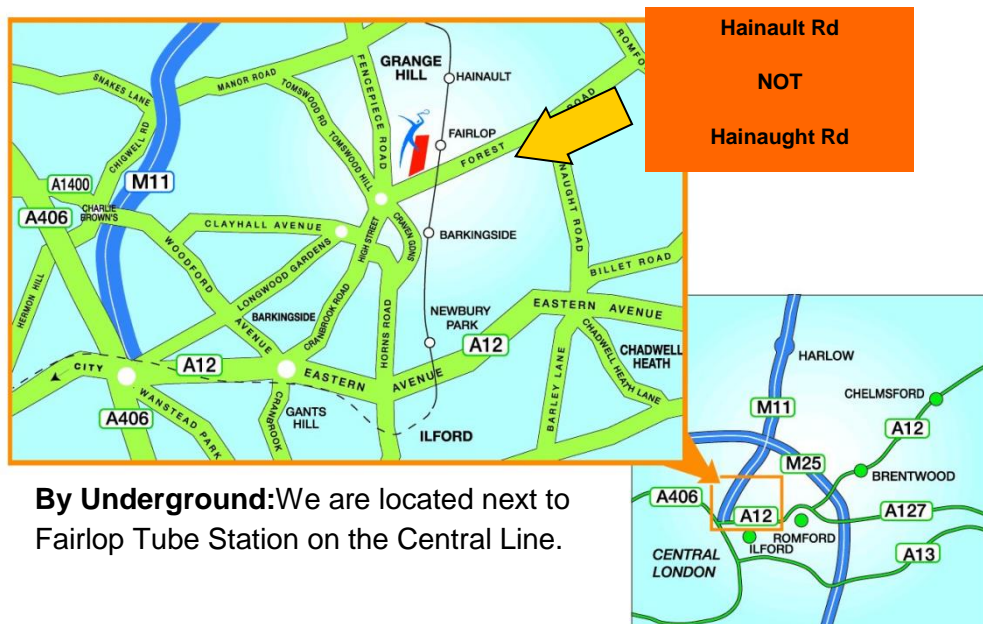 Hainault Rd
NOT
Hainaught Rd
GRANGE
HILL
HAINAULT
ROMFO
ROAD
SNAKES LANE
MANOR ROAD
TOMSWOOD RD
FENCEPIECE ROAD
FAIRLOP
FOREST
CHIGWELL RD
TOMSWOOD HILL
NAUGHT ROAD
A1400
M11
A406
CHARLIE
BROWN'S
CLAYHALL AVENUE
HIGH STREET
CRAVEN GDNS
BARKINGSIDE
WOODFORD
AVENUE
LONGWOOD GARDENS
BILLET ROAD
HERMON HILL
BARKINGSIDE
CRANBROOK ROAD
HORNS ROAD
NEWBURY
PARK
EASTERN AVENUE
A12
CITY
A12
EASTERN AVENUE
BARLEY LANE
CHADWELL HEATH LANE
CHADWELL
HEATH
A406
WANSTEAD PARK
CRANBROOK
GANTS
HILL
ILFORD
By Underground:We are located next to
Fairlop Tube Station on the Central Line.
HARLOW
CHELMSFORD
M11
A12
M25
BRENTWOOD
A406
A12
A127
ROMFORD
ILFORD
CENTRAL
LONDON
A13